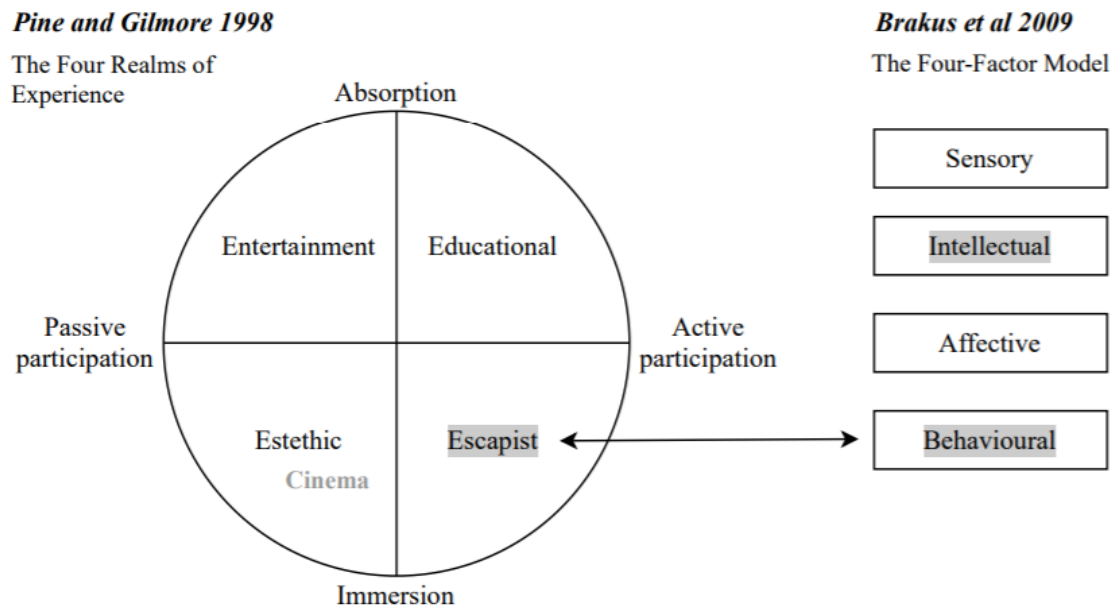 Pine and Gilmore 1998
The Four Realms of
Experience
Absorption
Entertainment
Educational
Passive
participation
Active
participation
Estethic
Cinema
Escapist
Immersion
Brakus et al 2009
The Four-Factor Model
Sensory
Intellectual
Affective
Behavioural